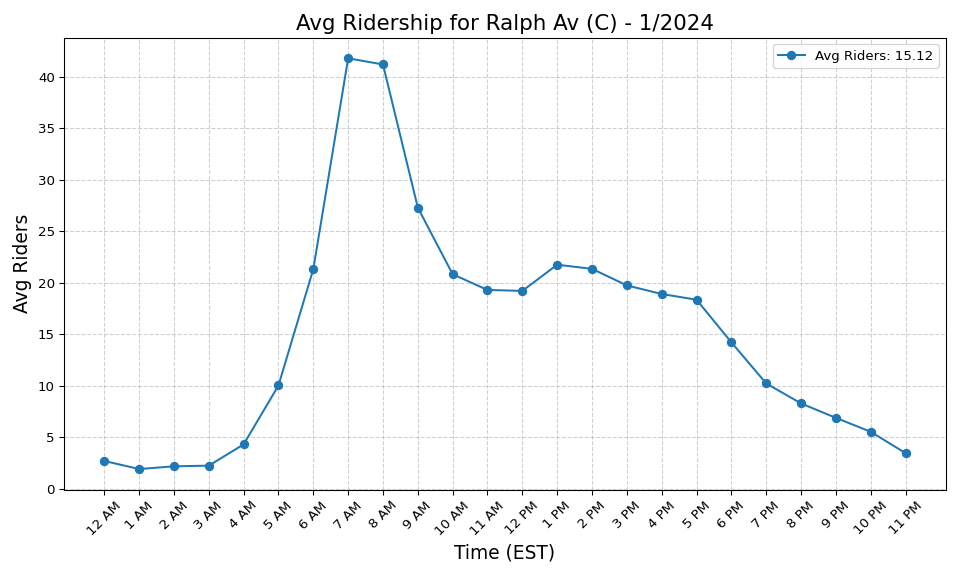 Avg Ridership for Ralph Av (C) - 1/2024
Avg Riders: 15.12
Avg Riders
40
35
30
25
20
15
10
5
0
12 AM
1 AM
2 AM
3 AM
4 AM
5 AM
6 AM
7 AM
8 AM
9 AM
10 AM
11 AM
12 PM
1 PM
2 PM
3 PM
4 PM
5 PM
6 PM
7 PM
8 PM
9 PM
10 PM
11 PM
Time (EST)